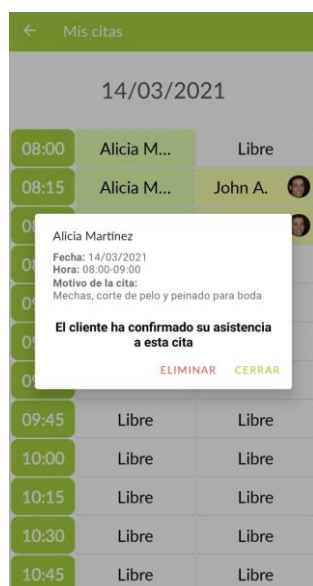 ← Mis citas
14/03/2021
08:00 Alicia M... Libre
08:15 Alicia M... John A.
Alicia Martínez
Fecha: 14/03/2021
Hora: 08:00-09:00
Motivo de la cita:
Mechas, corte de pelo y peinado para boda
El cliente ha confirmado su asistencia
a esta cita
ELIMINAR CERRAR
09:45 Libre Libre
10:00 Libre Libre
10:15 Libre Libre
10:30 Libre Libre
10:45 Libre Libre